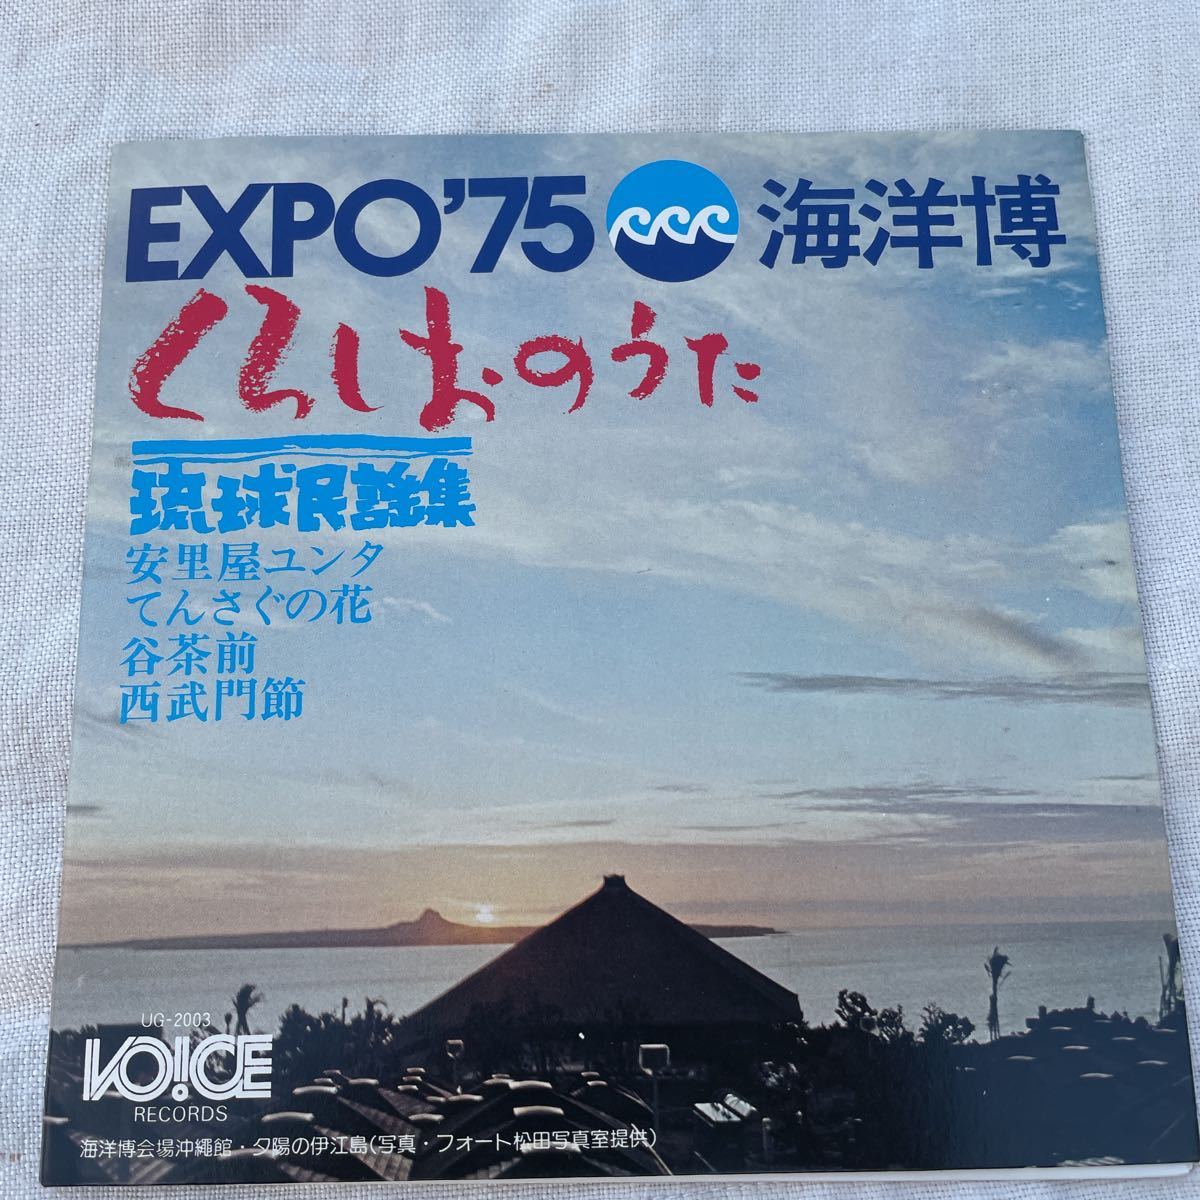 EXPO'75 海洋博
くろしおのうた
琉球民謡集
安里屋ユンタ
てんさぐの花
谷茶前
西武門節
UG-2003
VOICE
RECORDS
海洋博会場沖縄館・夕陽の伊江島(写真・フォート松田写真室提供)